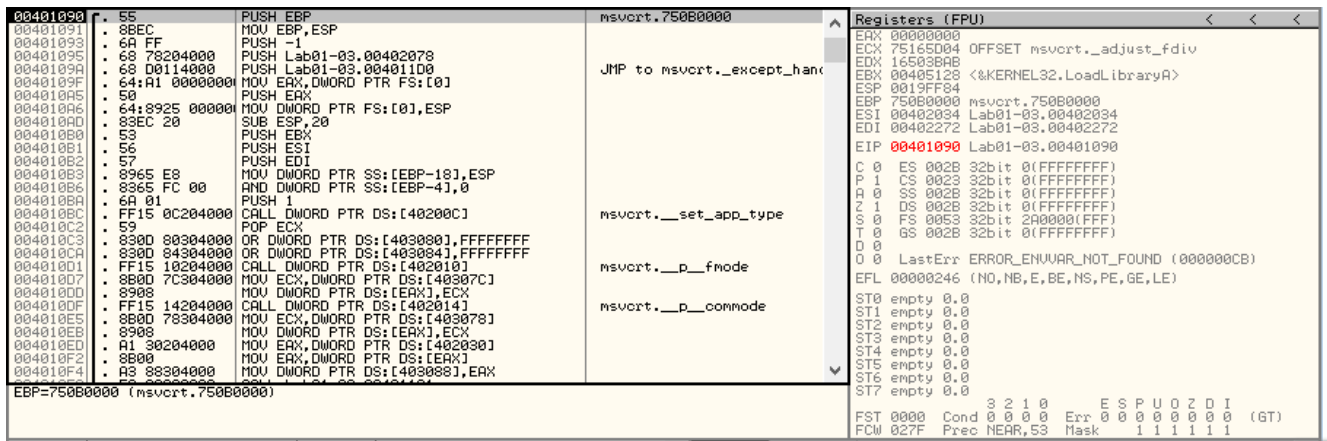 00401090 . 55 PUSH EBP msvcrt.750B0000
00401091 . 8BEC MOV EBP,ESP
00401093 . 6A FF PUSH -1
00401095 . 68 78204000 PUSH Lab01-03.00402078
0040109A . 68 D0114000 PUSH Lab01-03.004011D0 JMP to msvcrt._except_hand
0040109F . 64:A1 0000000 MOV EAX,DWORD PTR FS:[0]
004010A5 . 50 PUSH EAX
004010A6 . 64:8925 00000 MOV DWORD PTR FS:[0],ESP
004010AD . 83EC 20 SUB ESP,20
004010B0 . 53 PUSH EBX
004010B1 . 56 PUSH ESI
004010B2 . 57 PUSH EDI
004010B3 . 8965 E8 MOV DWORD PTR SS:[EBP-18],ESP
004010B6 . 8365 FC 00 AND DWORD PTR SS:[EBP-4],0
004010BA . 6A 01 PUSH 1
004010BC . FF15 0C204000 CALL DWORD PTR DS:[40200C] msvcrt.__set_app_type
004010C2 . 59 POP ECX
004010C3 . 830D 80304000 OR DWORD PTR DS:[403080],FFFFFFFF
004010CA . 830D 84304000 OR DWORD PTR DS:[403084],FFFFFFFF
004010D1 . FF15 10204000 CALL DWORD PTR DS:[402010] msvcrt.__p__fmode
004010D7 . 8B0D 7C304000 MOV ECX,DWORD PTR DS:[40307C]
004010DD . 8908 MOV DWORD PTR DS:[EAX],ECX
004010DF . FF15 14204000 CALL DWORD PTR DS:[402014] msvcrt.__p__commode
004010E5 . 8B0D 78304000 MOV ECX,DWORD PTR DS:[403078]
004010EB . 8908 MOV DWORD PTR DS:[EAX],ECX
004010ED . A1 30204000 MOV EAX,DWORD PTR DS:[402030]
004010F2 . 8B00 MOV EAX,DWORD PTR DS:[EAX]
004010F4 . A3 88304000 MOV DWORD PTR DS:[403088],EAX
EBP=750B0000 (msvcrt.750B0000)
Registers (FPU) < < <
EAX 00000000
ECX 75165D04 OFFSET msvcrt._adjust_fdiv
EDX 16503BAB
EBX 00405128 <&KERNEL32.LoadLibraryA>
ESP 0019FF84
EBP 750B0000 msvcrt.750B0000
ESI 00402034 Lab01-03.00402034
EDI 00402272 Lab01-03.00402272
EIP 00401090 Lab01-03.00401090
C 0 ES 002B 32bit 0(FFFFFFFF)
P 1 CS 0023 32bit 0(FFFFFFFF)
A 0 SS 002B 32bit 0(FFFFFFFF)
Z 1 DS 002B 32bit 0(FFFFFFFF)
S 0 FS 0053 32bit 2A0000(FFF)
T 0 GS 002B 32bit 0(FFFFFFFF)
D 0
O 0 LastErr ERROR_ENVVAR_NOT_FOUND (000000CB)
EFL 00000246 (NO,NB,E,BE,NS,PE,GE,LE)
ST0 empty 0.0
ST1 empty 0.0
ST2 empty 0.0
ST3 empty 0.0
ST4 empty 0.0
ST5 empty 0.0
ST6 empty 0.0
ST7 empty 0.0
3 2 1 0 E S P U O Z D I
FST 0000 Cond 0 0 0 0 Err 0 0 0 0 0 0 0 0 (GT)
FCW 027F Prec NEAR,53 Mask 1 1 1 1 1 1